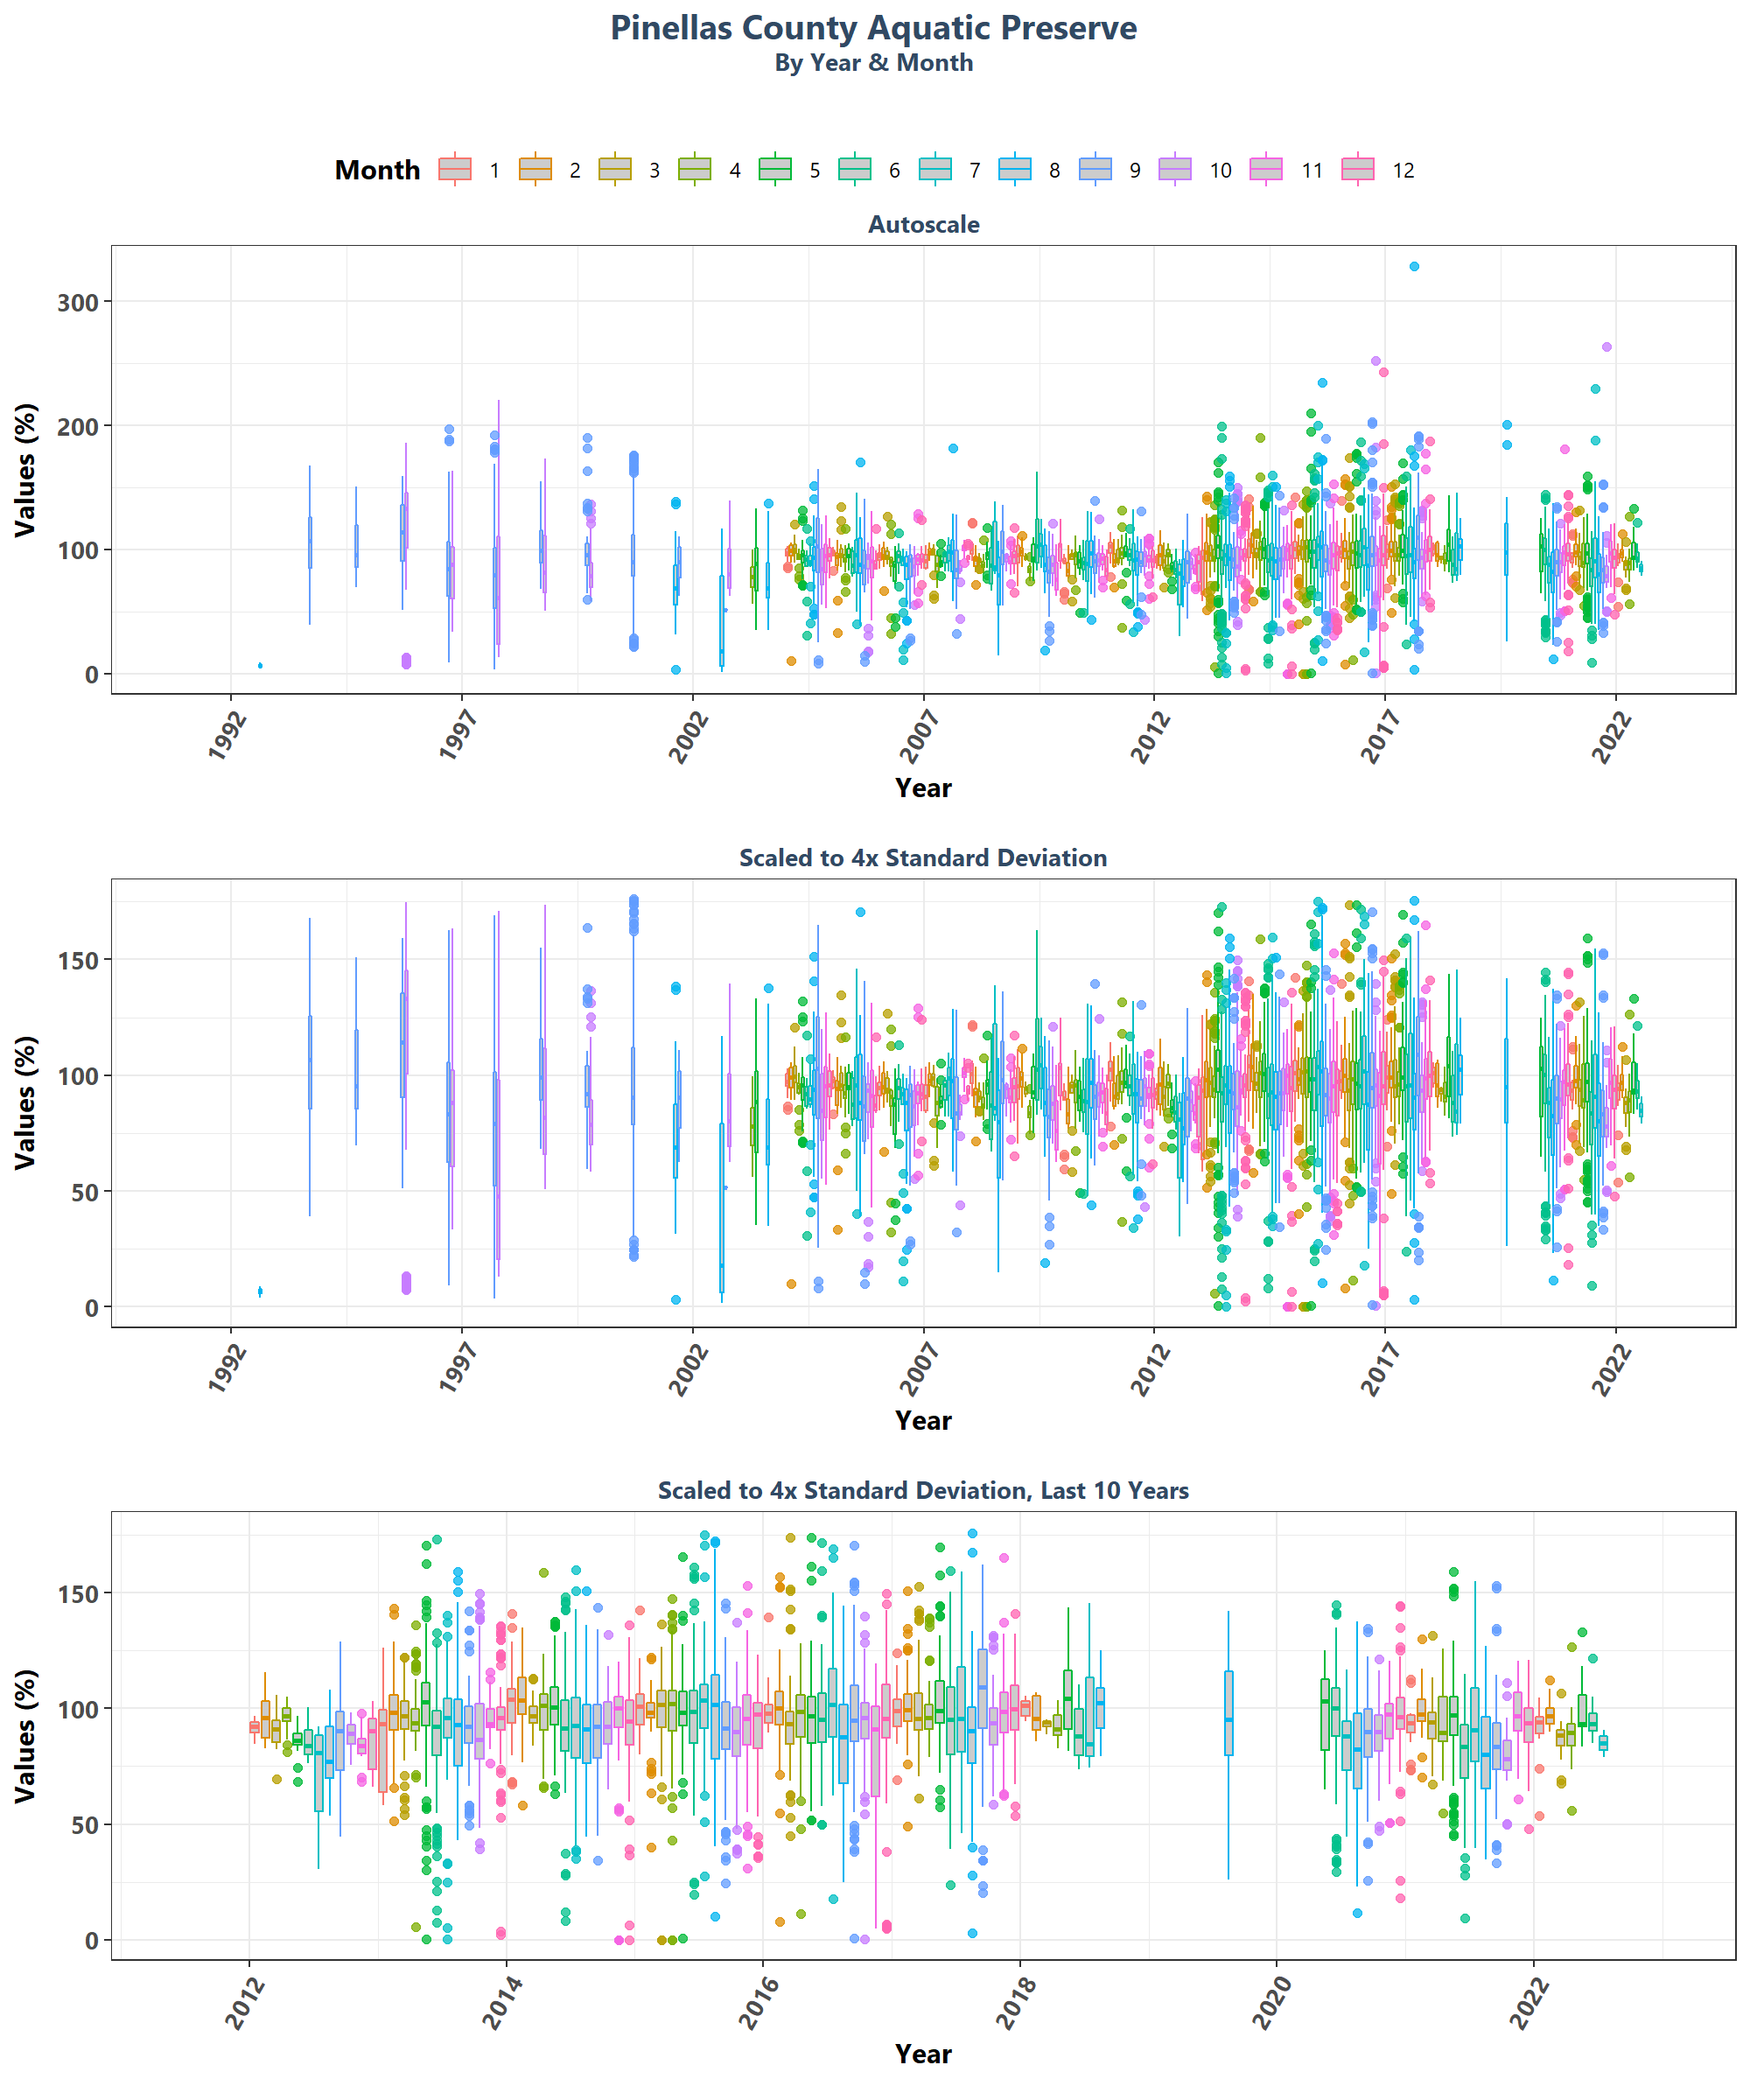 Pinellas County Aquatic Preserve
By Year & Month
Month 1 2 3 4 5 6 7 8 9 10 11 12
Autoscale
Values (%)
300
200
100
0
1992 1997 2002 2007 2012 2017 2022
Year
Scaled to 4x Standard Deviation
Values (%)
150
100
50
0
1992 1997 2002 2007 2012 2017 2022
Year
Scaled to 4x Standard Deviation, Last 10 Years
Values (%)
150
100
50
0
2012 2014 2016 2018 2020 2022
Year